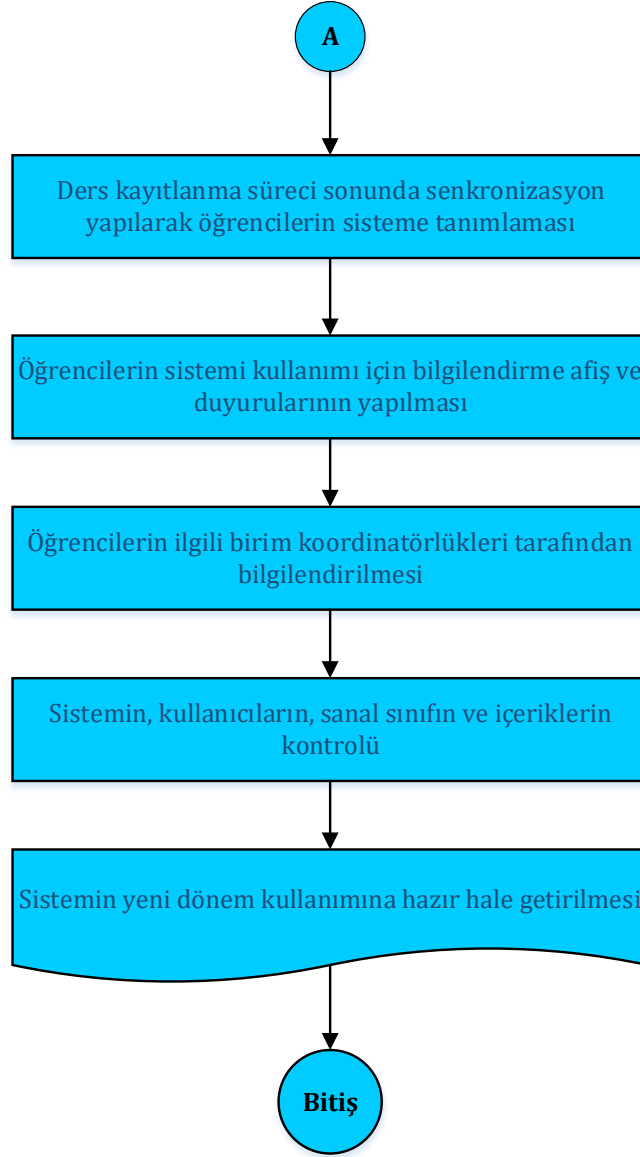 A
Ders kayıtlanma süreci sonunda senkronizasyon
yapılarak öğrencilerin sisteme tanımlaması
Öğrencilerin sistemi kullanımı için bilgilendirme afiş ve
duyurularının yapılması
Öğrencilerin ilgili birim koordinatörlükleri tarafından
bilgilendirilmesi
Sistemin, kullanıcıların, sanal sınıfın ve içeriklerin
kontrolü
Sistemin yeni dönem kullanımına hazır hale getirilmesi
Bitiş